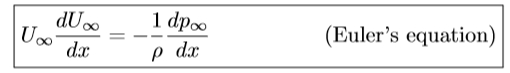 U∞ dU∞/dx = −1/ρ dp∞/dx (Euler's equation)